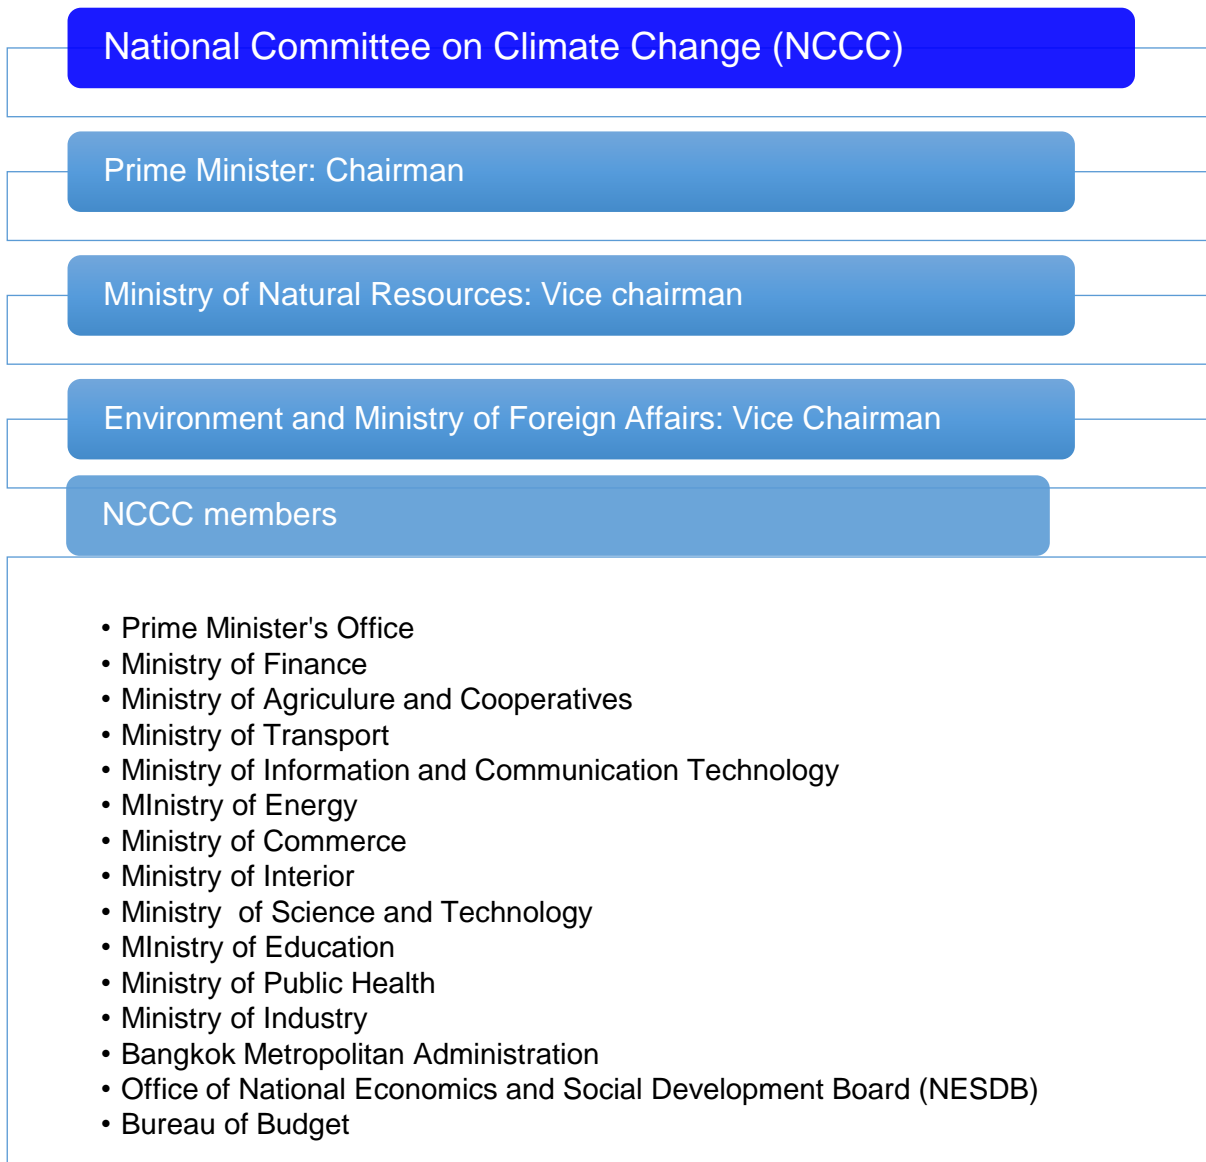 National Committee on Climate Change (NCCC)
Prime Minister: Chairman
Ministry of Natural Resources: Vice chairman
Environment and Ministry of Foreign Affairs: Vice Chairman
NCCC members
• Prime Minister's Office
• Ministry of Finance
• Ministry of Agriculure and Cooperatives
• Ministry of Transport
• Ministry of Information and Communication Technology
• MInistry of Energy
• Ministry of Commerce
• Ministry of Interior
• Ministry  of Science and Technology
• MInistry of Education
• Ministry of Public Health
• Ministry of Industry
• Bangkok Metropolitan Administration
• Office of National Economics and Social Development Board (NESDB)
• Bureau of Budget